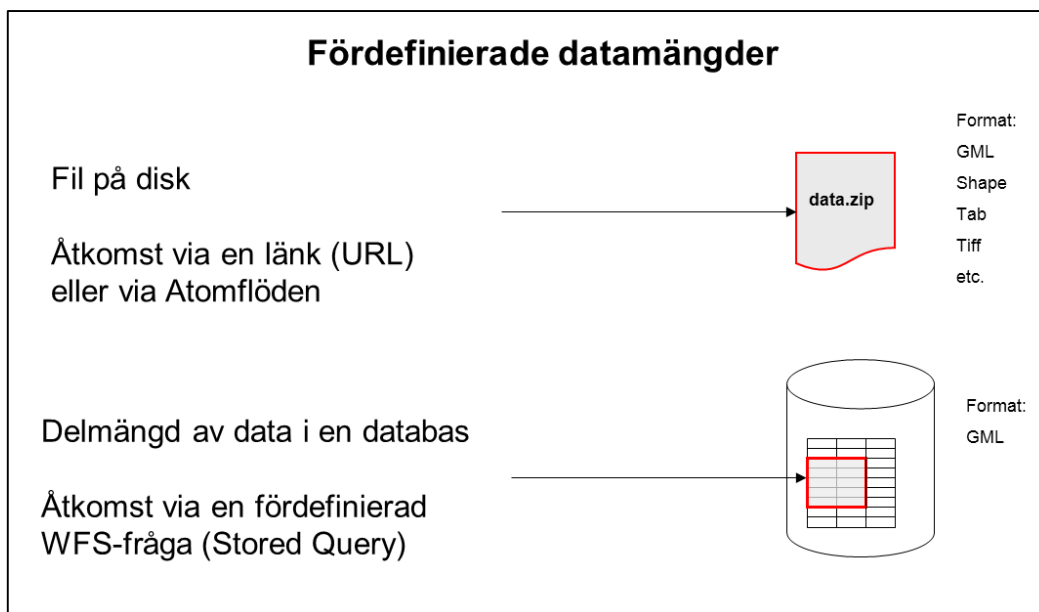 Fördefinierade datamängder
Fil på disk
Åtkomst via en länk (URL)
eller via Atomflöden
data.zip
Format:
GML
Shape
Tab
Tiff
etc.
Delmängd av data i en databas
Åtkomst via en fördefinierad
WFS-fråga (Stored Query)
Format:
GML